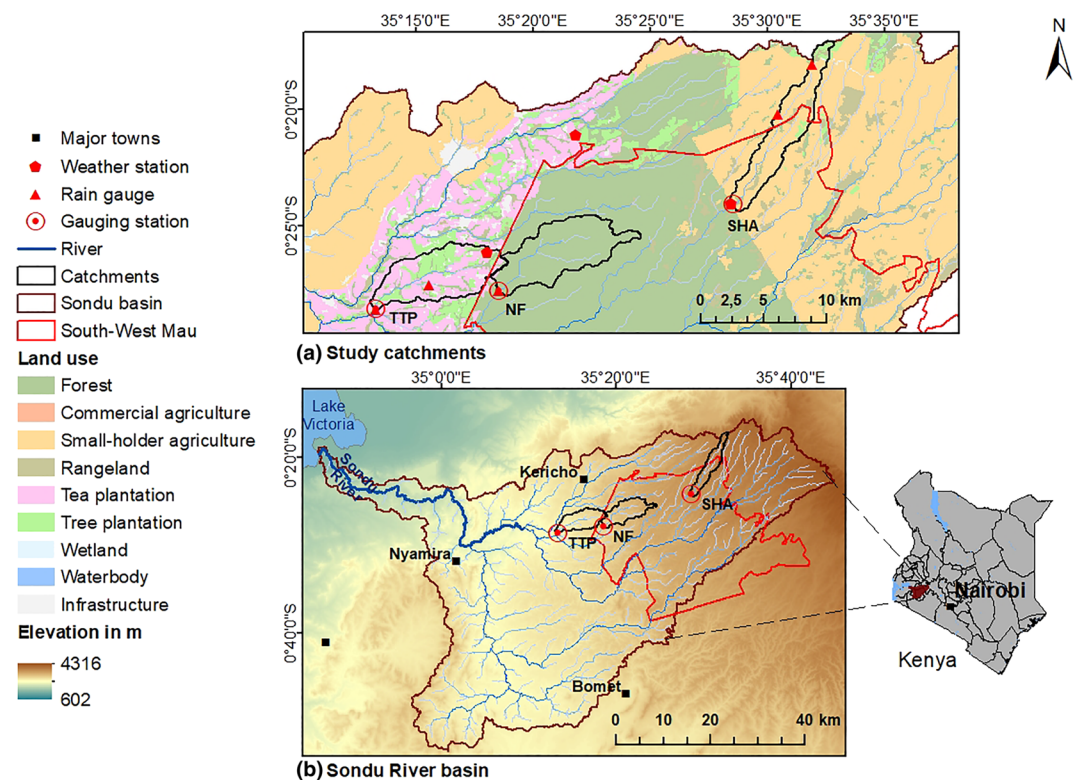 35°15'0"E 35°20'0"E 35°25'0"E 35°30'0"E 35°35'0"E
N
0°20'0"S
0°25'0"S
SHA
TTP
NF
0 2,5 5 10 km
(a) Study catchments
Major towns
Weather station
Rain gauge
Gauging station
River
Catchments
Sondu basin
South-West Mau
Land use
Forest
Commercial agriculture
Small-holder agriculture
Rangeland
Tea plantation
Tree plantation
Wetland
Waterbody
Infrastructure
Elevation in m
4316
602
35°0'0"E 35°20'0"E 35°40'0"E
0°20'0"S
0°40'0"S
Lake
Victoria
Sondu
River
Kericho
SHA
TTP
NF
Nyamira
Bomet
0 5 10 20 40 km
(b) Sondu River basin
Nairobi
Kenya